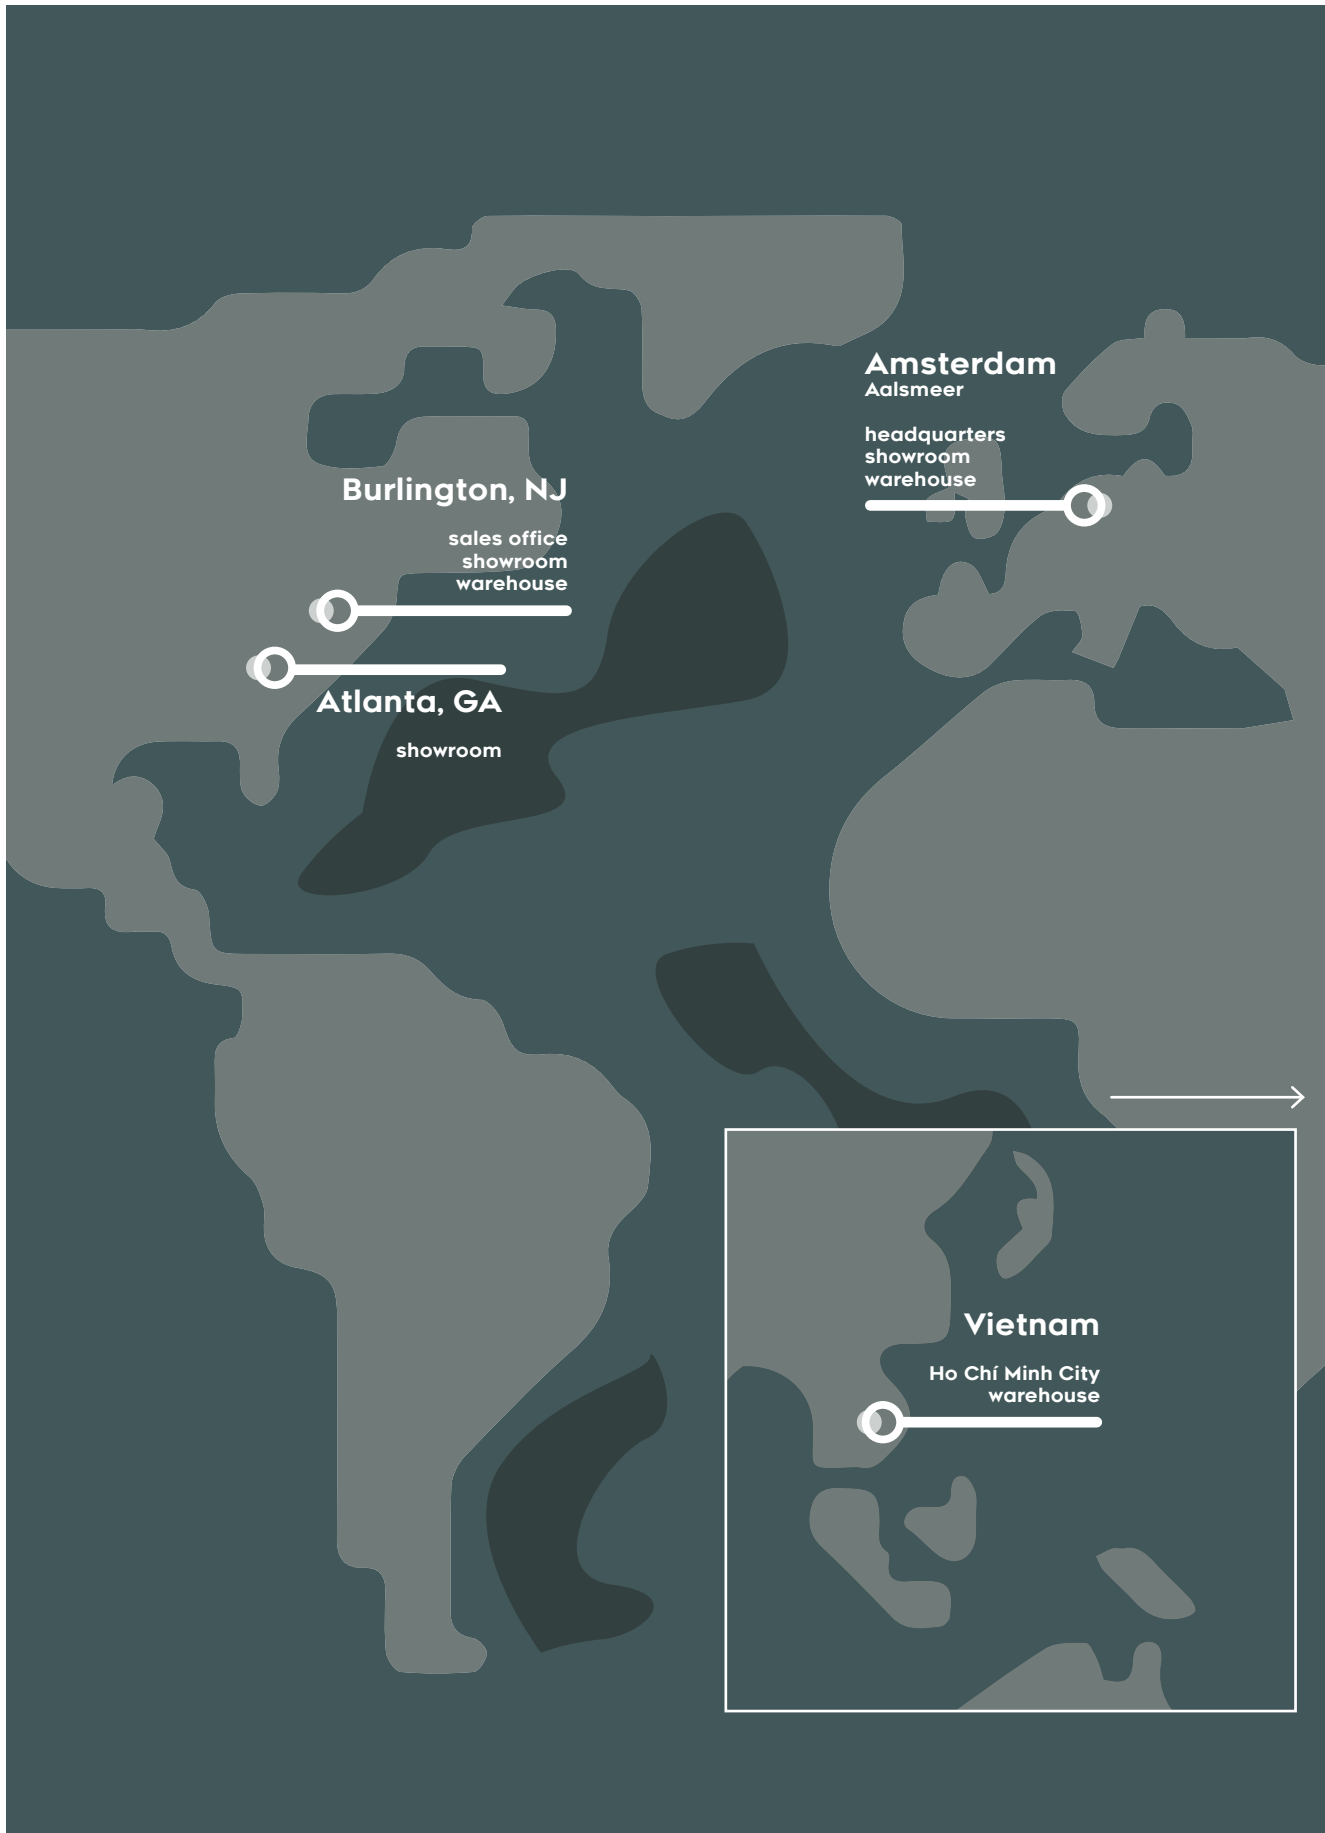 Amsterdam
Aalsmeer
headquarters
showroom
warehouse
Burlington, NJ
sales office
showroom
warehouse
Atlanta, GA
showroom
Vietnam
Ho Chí Minh City
warehouse